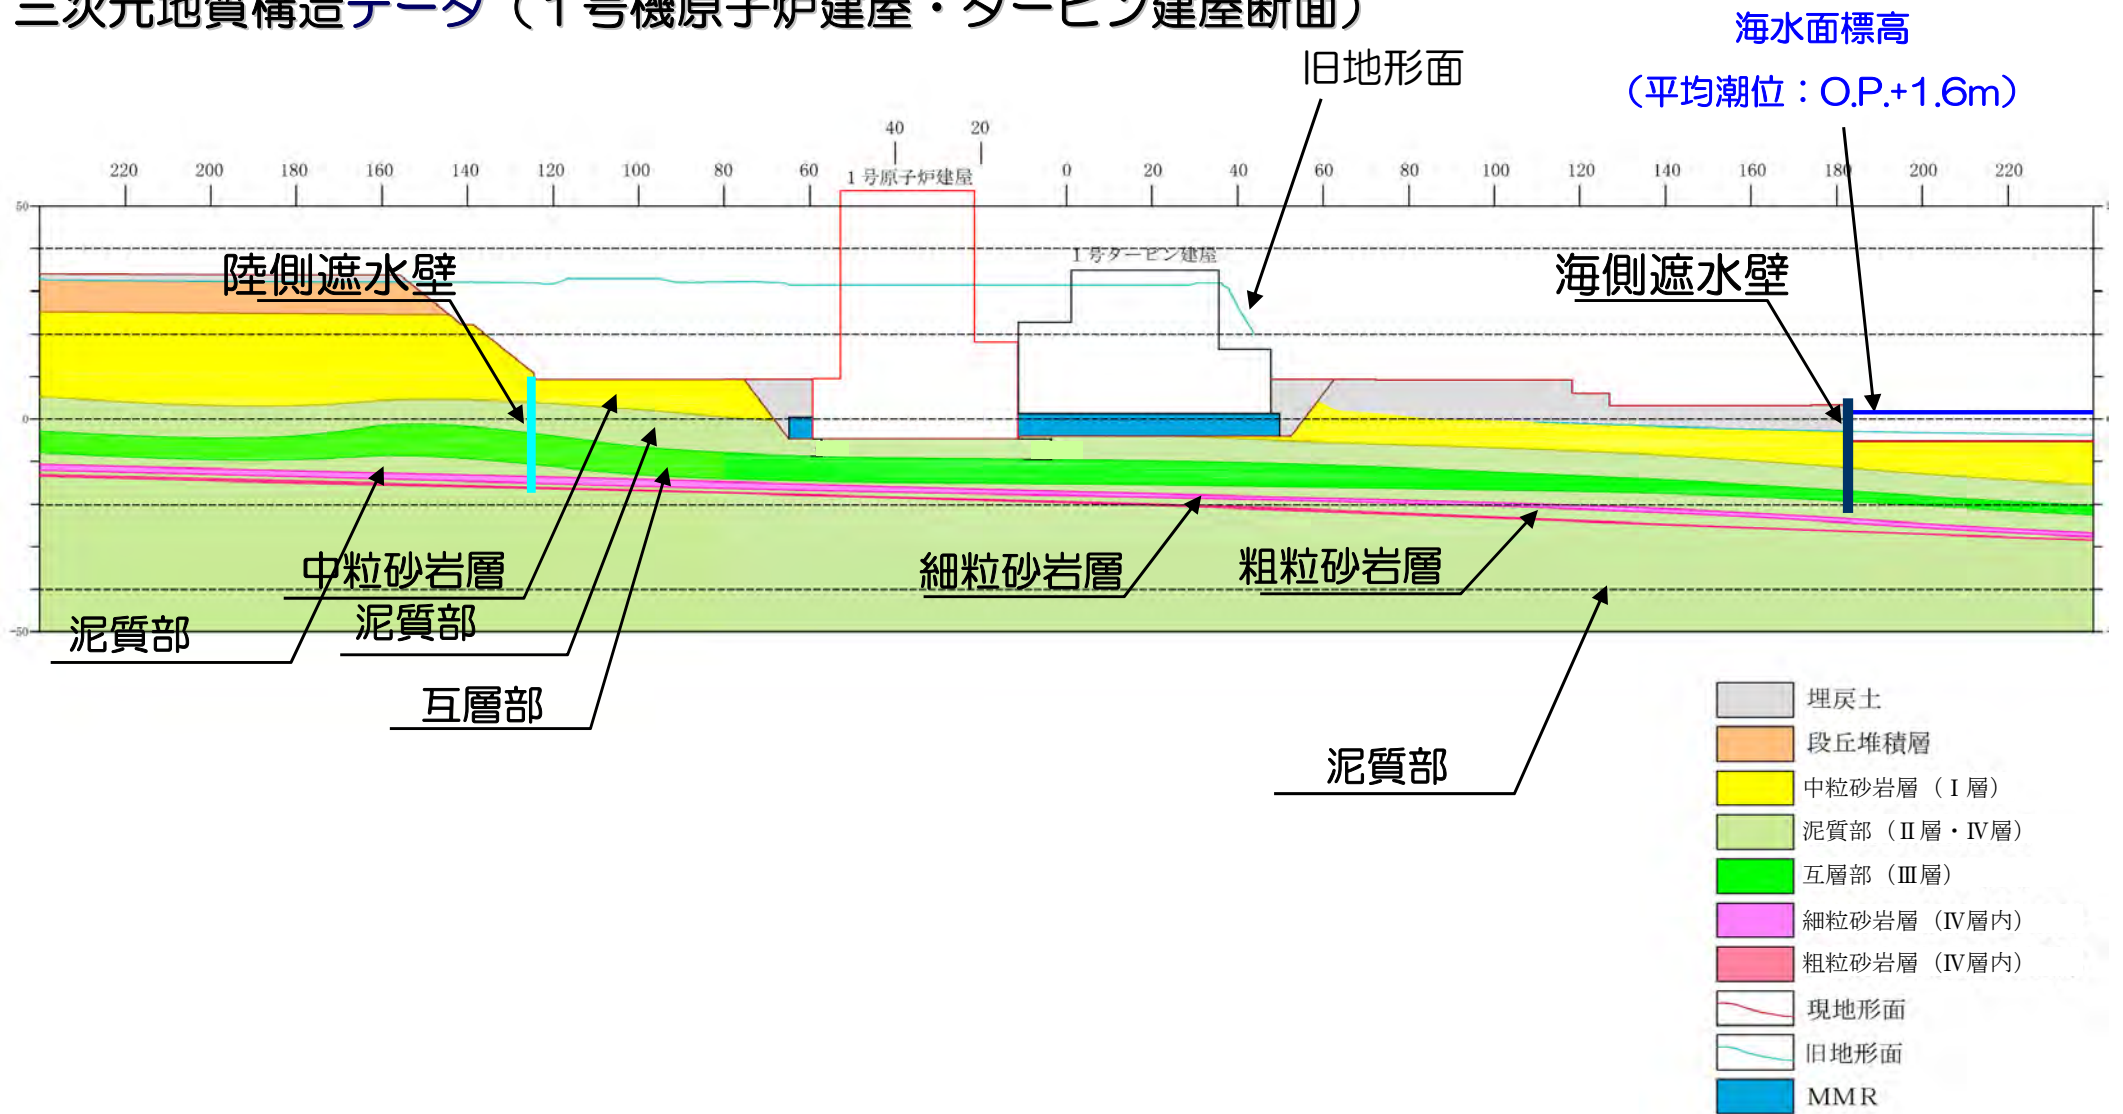 三次元地質構造データ（１号機原子炉建屋・タービン建屋断面）
海水面標高
（平均潮位：O.P.+1.6m）
旧地形面
40 20
220 200 180 160 140 120 100 80 60 0 20 40 60 80 100 120 140 160 180 200 220
1号原子炉建屋
50
1号タービン建屋
陸側遮水壁
海側遮水壁
0
中粒砂岩層
細粒砂岩層
粗粒砂岩層
泥質部
泥質部
-50
互層部
泥質部
埋戻土
段丘堆積層
中粒砂岩層（Ⅰ層）
泥質部（Ⅱ層・Ⅳ層）
互層部（Ⅲ層）
細粒砂岩層（Ⅳ層内）
粗粒砂岩層（Ⅳ層内）
現地形面
旧地形面
MMR